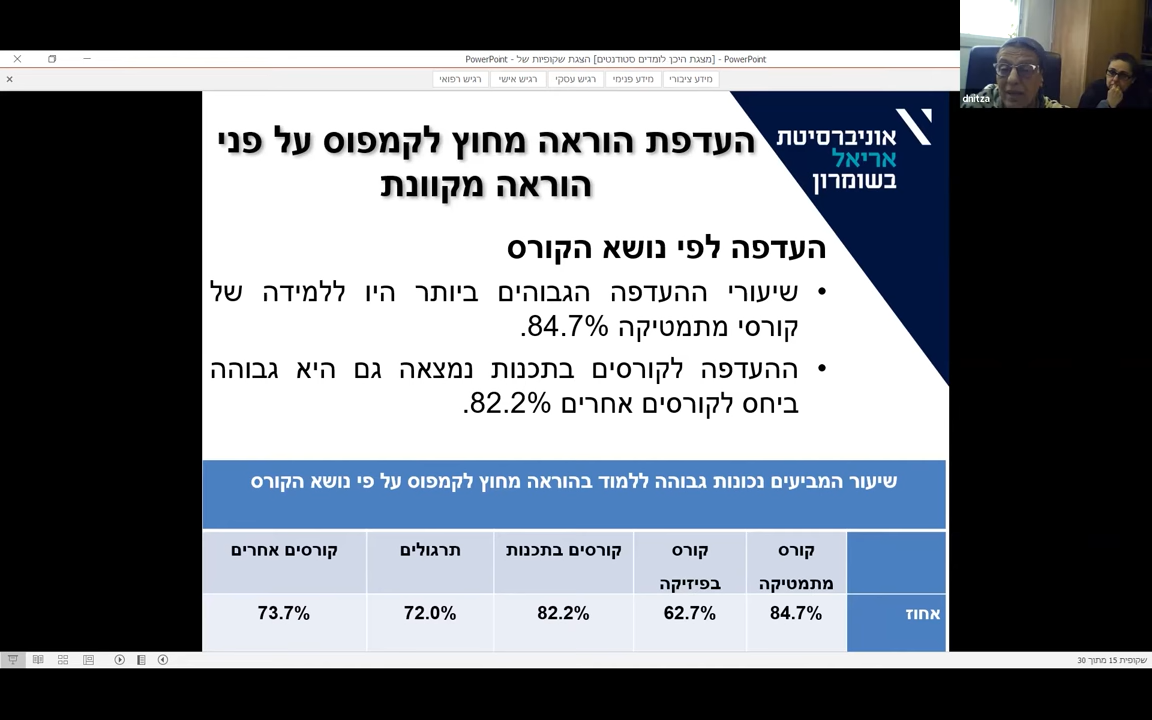 PowerPoint - [מצגת היכן לומדים סטודנטים] הצגת שקופיות של - PowerPoint
מידע ציבורי מידע פנימי רגיש עסקי רגיש אישי רגיש רפואי
dnitza
אוניברסיטת
אריאל
בשומרון
העדפת הוראה מחוץ לקמפוס על פני
הוראה מקוונת
העדפה לפי נושא הקורס
• שיעורי ההעדפה הגבוהים ביותר היו ללמידה של
קורסי מתמטיקה 84.7%.
• ההעדפה לקורסים בתכנות נמצאה גם היא גבוהה
ביחס לקורסים אחרים 82.2%.
שיעור המביעים נכונות גבוהה ללמוד בהוראה מחוץ לקמפוס על פי נושא הקורס
קורס מתמטיקה קורס בפיזיקה קורסים בתכנות תרגולים קורסים אחרים
אחוז 84.7% 62.7% 82.2% 72.0% 73.7%
שקופית 15 מתוך 30